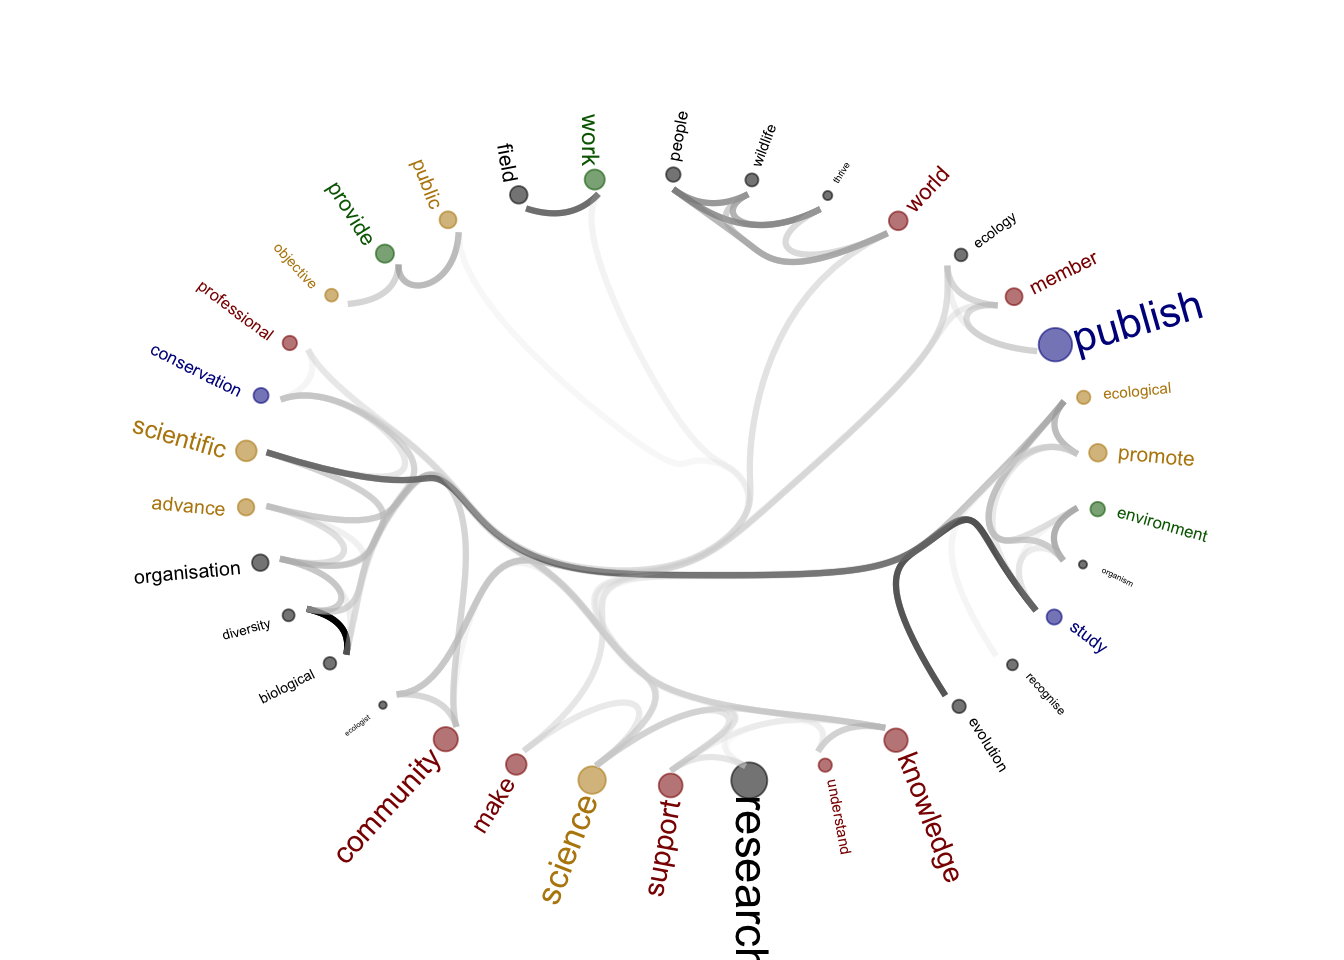 people
wildlife
thrive
world
ecology
member
publish
ecological
promote
environment
organism
study
recognise
evolution
knowledge
understand
research
support
science
make
community
ecologist
biological
diversity
organisation
advance
scientific
conservation
professional
objective
provide
public
field
work